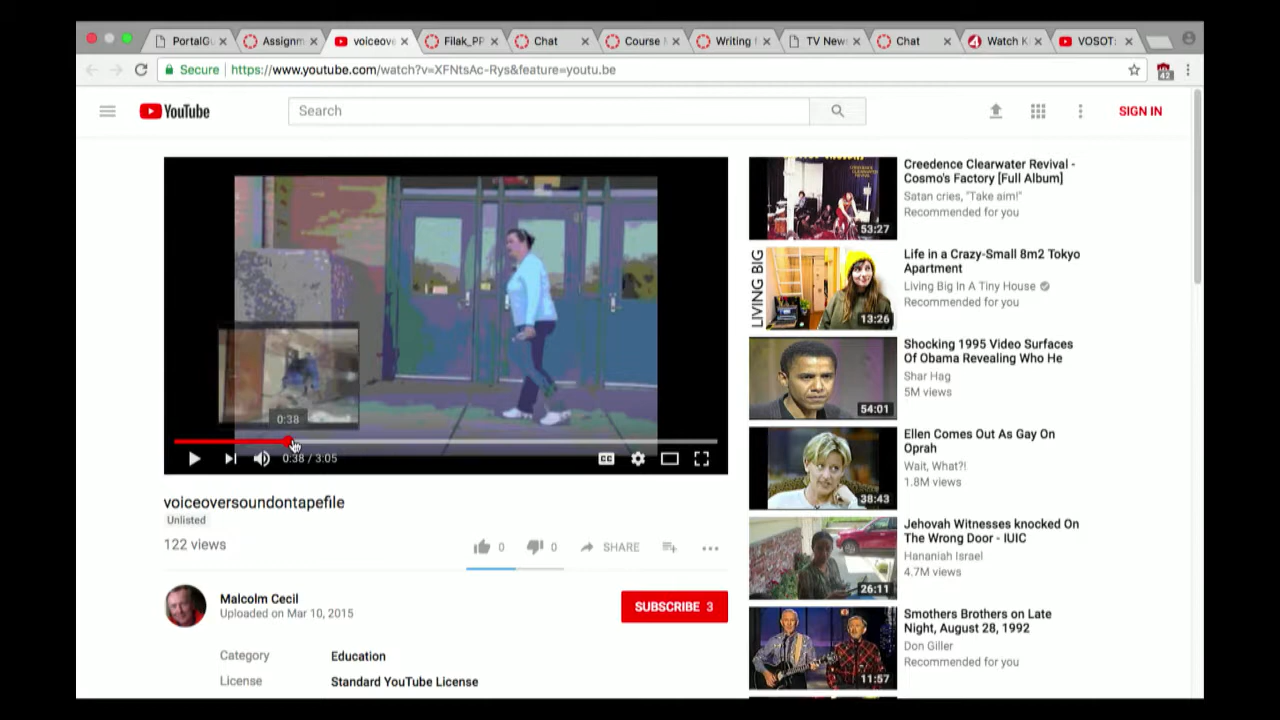 PortalGu
Assignm
voiceove
Filak_PP
Chat
Course
Writing f
TV News
Chat
Watch K
VOSOT:
Secure https://www.youtube.com/watch?v=XFNtsAc-Rys&feature=youtu.be
42
YouTube
Search
SIGN IN
0:38
0:38 / 3:05
CC
voiceoversoundontapefile
Unlisted
122 views
0
0
SHARE
Malcolm Cecil
Uploaded on Mar 10, 2015
SUBSCRIBE 3
Category Education
License Standard YouTube License
Creedence Clearwater Revival -
Cosmo's Factory [Full Album]
Satan cries, "Take aim!"
Recommended for you
53:27
LIVING BIG
Life in a Crazy-Small 8m2 Tokyo
Apartment
Living Big In A Tiny House
Recommended for you
13:26
Shocking 1995 Video Surfaces
Of Obama Revealing Who He
Shar Hag
5M views
54:01
Ellen Comes Out As Gay On
Oprah
Wait, What?!
1.8M views
38:43
Jehovah Witnesses knocked On
The Wrong Door - IUIC
Hananiah Israel
4.7M views
26:11
Smothers Brothers on Late
Night, August 28, 1992
Don Giller
Recommended for you
11:57